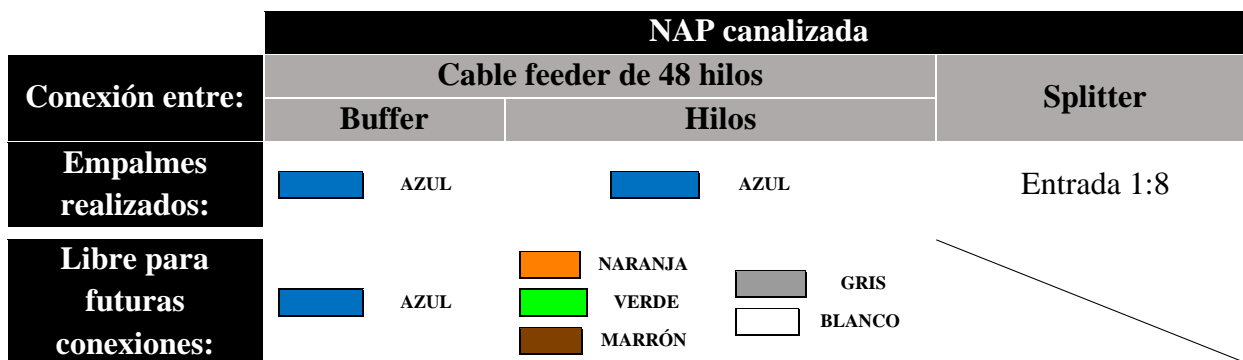 NAP canalizada
Conexión entre:
Cable feeder de 48 hilos
Splitter
Buffer
Hilos
Empalmes
realizados:
AZUL
AZUL
Entrada 1:8
Libre para
futuras
conexiones:
AZUL
NARANJA
VERDE
MARRÓN
GRIS
BLANCO